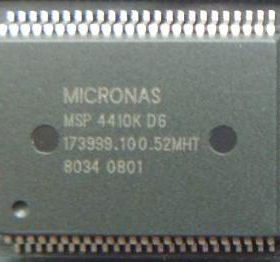 MICRONAS
MSP 4410K D6
173999.100.52MHT
8034 0801